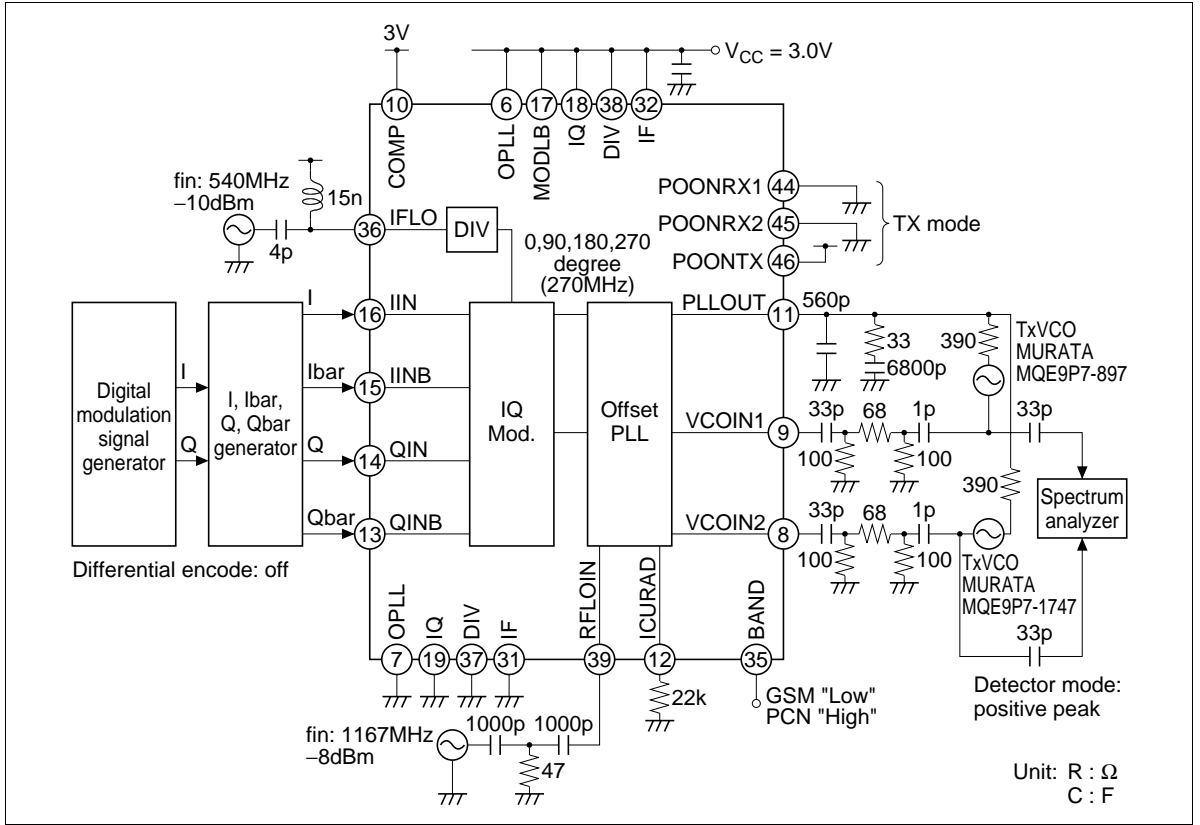 3V
VCC = 3.0V
10
6
17
18
38
32
COMP
OPLL
MODLB
IQ
DIV
IF
fin: 540MHz
−10dBm
15n
4p
36
IFLO
DIV
0,90,180,270
degree
(270MHz)
POONRX1
44
POONRX2
45
POONTX
46
TX mode
Digital
modulation
signal
generator
I
Q
I, Ibar,
Q, Qbar
generator
I
16
IIN
Ibar
15
IINB
Q
14
QIN
Qbar
13
QINB
IQ
Mod.
Offset
PLL
PLLOUT
11
560p
33
6800p
390
TxVCO
MURATA
MQE9P7-897
VCOIN1
9
33p
68
1p
33p
100
100
390
VCOIN2
8
33p
68
1p
100
100
TxVCO
MURATA
MQE9P7-1747
33p
Spectrum
analyzer
Differential encode: off
Detector mode:
positive peak
OPLL
IQ
DIV
IF
RFLOIN
ICURAD
BAND
7
19
37
31
39
12
35
22k
GSM "Low"
PCN "High"
fin: 1167MHz
−8dBm
1000p
1000p
47
Unit: R : Ω
C : F